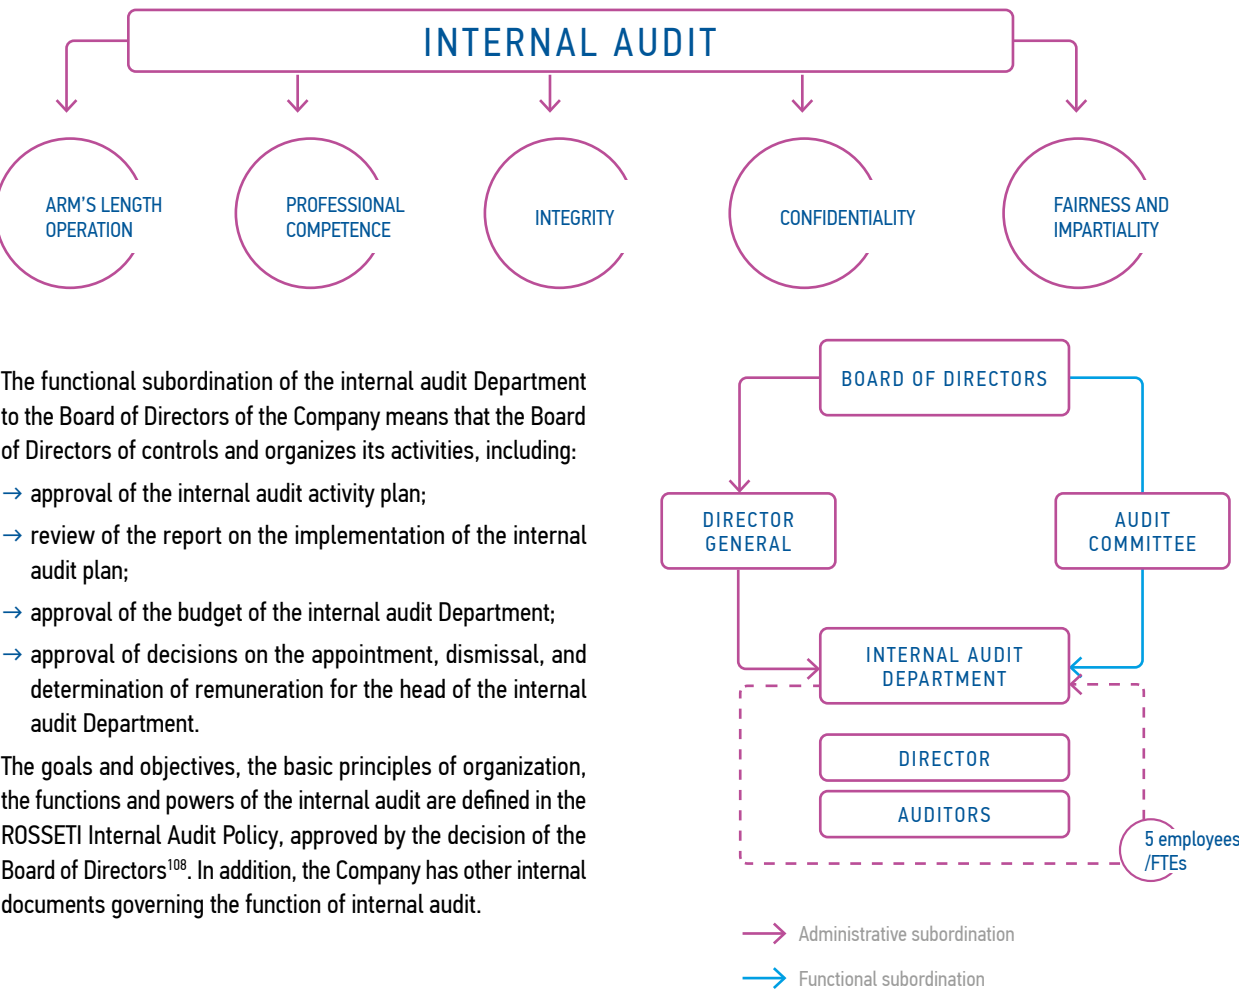 INTERNAL AUDIT
ARM'S LENGTH
OPERATION
PROFESSIONAL
COMPETENCE
INTEGRITY
CONFIDENTIALITY
FAIRNESS AND
IMPARTIALITY
The functional subordination of the internal audit Department
to the Board of Directors of the Company means that the Board
of Directors of controls and organizes its activities, including:
→ approval of the internal audit activity plan;
→ review of the report on the implementation of the internal
audit plan;
→ approval of the budget of the internal audit Department;
→ approval of decisions on the appointment, dismissal, and
determination of remuneration for the head of the internal
audit Department.
The goals and objectives, the basic principles of organization,
the functions and powers of the internal audit are defined in the
ROSSETI Internal Audit Policy, approved by the decision of the
Board of Directors¹⁰⁸. In addition, the Company has other internal
documents governing the function of internal audit.
BOARD OF DIRECTORS
DIRECTOR
GENERAL
AUDIT
COMMITTEE
INTERNAL AUDIT
DEPARTMENT
DIRECTOR
AUDITORS
5 employees
/FTEs
Administrative subordination
Functional subordination